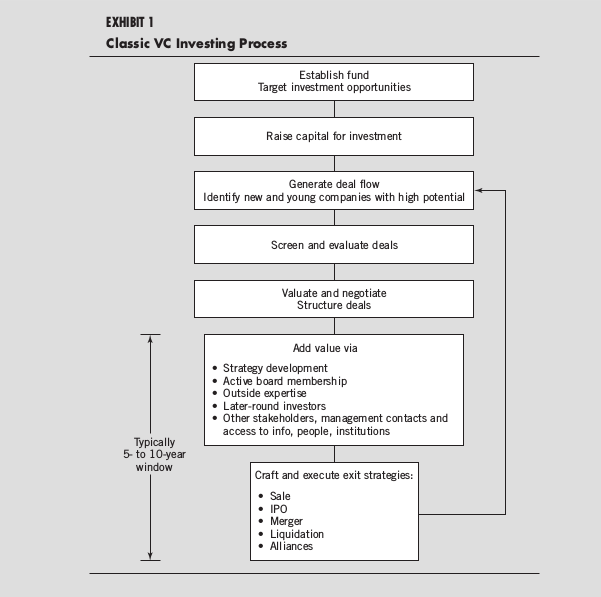 EXHIBIT 1
Classic VC Investing Process
Establish fund
Target investment opportunities
Raise capital for investment
Generate deal flow
Identify new and young companies with high potential
Screen and evaluate deals
Valuate and negotiate
Structure deals
Add value via
• Strategy development
• Active board membership
• Outside expertise
• Later-round investors
• Other stakeholders, management contacts and
access to info, people, institutions
Typically
5- to 10-year
window
Craft and execute exit strategies:
• Sale
• IPO
• Merger
• Liquidation
• Alliances